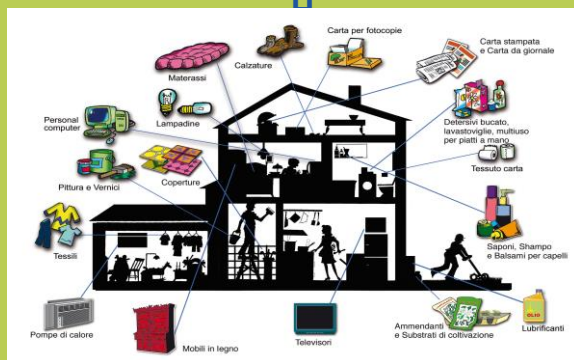 Carta per fotocopie
Carta stampata
e Carta da giornale
Calzature
Materassi
Lampadine
Personal
computer
Detersivi bucato,
lavastoviglie, multiuso
per piatti a mano
Tessuto carta
Pittura e Vernici
Coperture
Tessili
Saponi, Shampo
e Balsami per capelli
Pompe di calore
Mobili in legno
Televisori
Ammendanti
e Substrati di coltivazione
OLIO
Lubrificanti